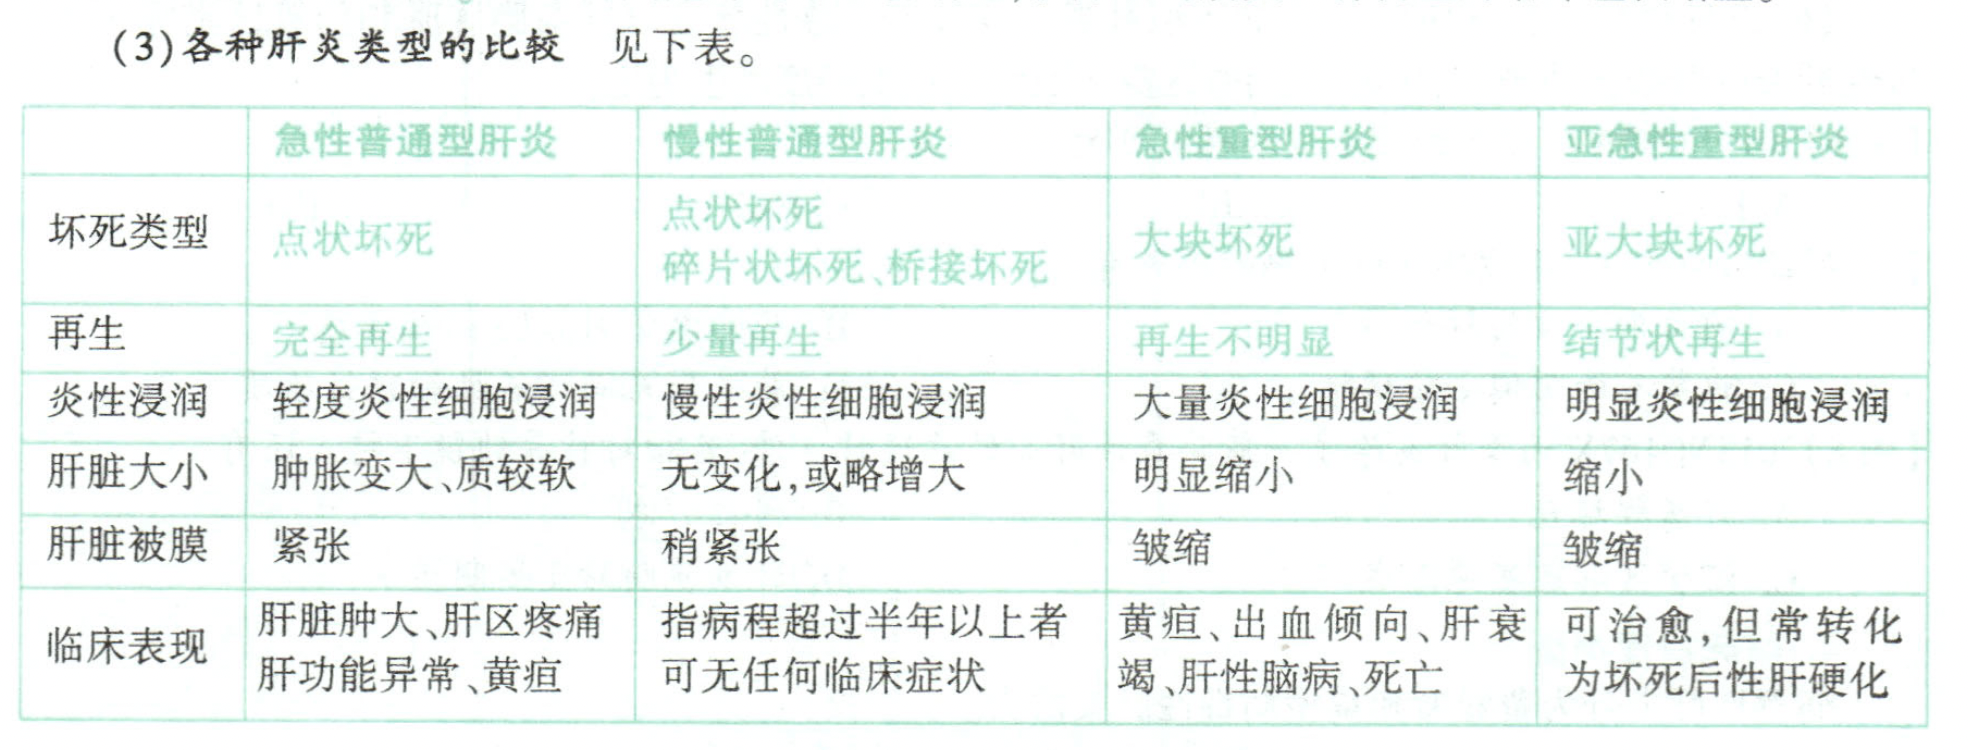 (3)各种肝炎类型的比较 见下表。
急性普通型肝炎 慢性普通型肝炎 急性重型肝炎 亚急性重型肝炎
坏死类型 点状坏死 点状坏死 大块坏死 亚大块坏死
碎片状坏死、桥接坏死
再生 完全再生 少量再生 再生不明显 结节状再生
炎性浸润 轻度炎性细胞浸润 慢性炎性细胞浸润 大量炎性细胞浸润 明显炎性细胞浸润
肝脏大小 肿胀变大、质较软 无变化,或略增大 明显缩小 缩小
肝脏被膜 紧张 稍紧张 皱缩 皱缩
临床表现 肝脏肿大、肝区疼痛 指病程超过半年以上者 黄疸、出血倾向、肝衰 可治愈,但常转化
肝功能异常、黄疸 可无任何临床症状 竭、肝性脑病、死亡 为坏死后性肝硬化